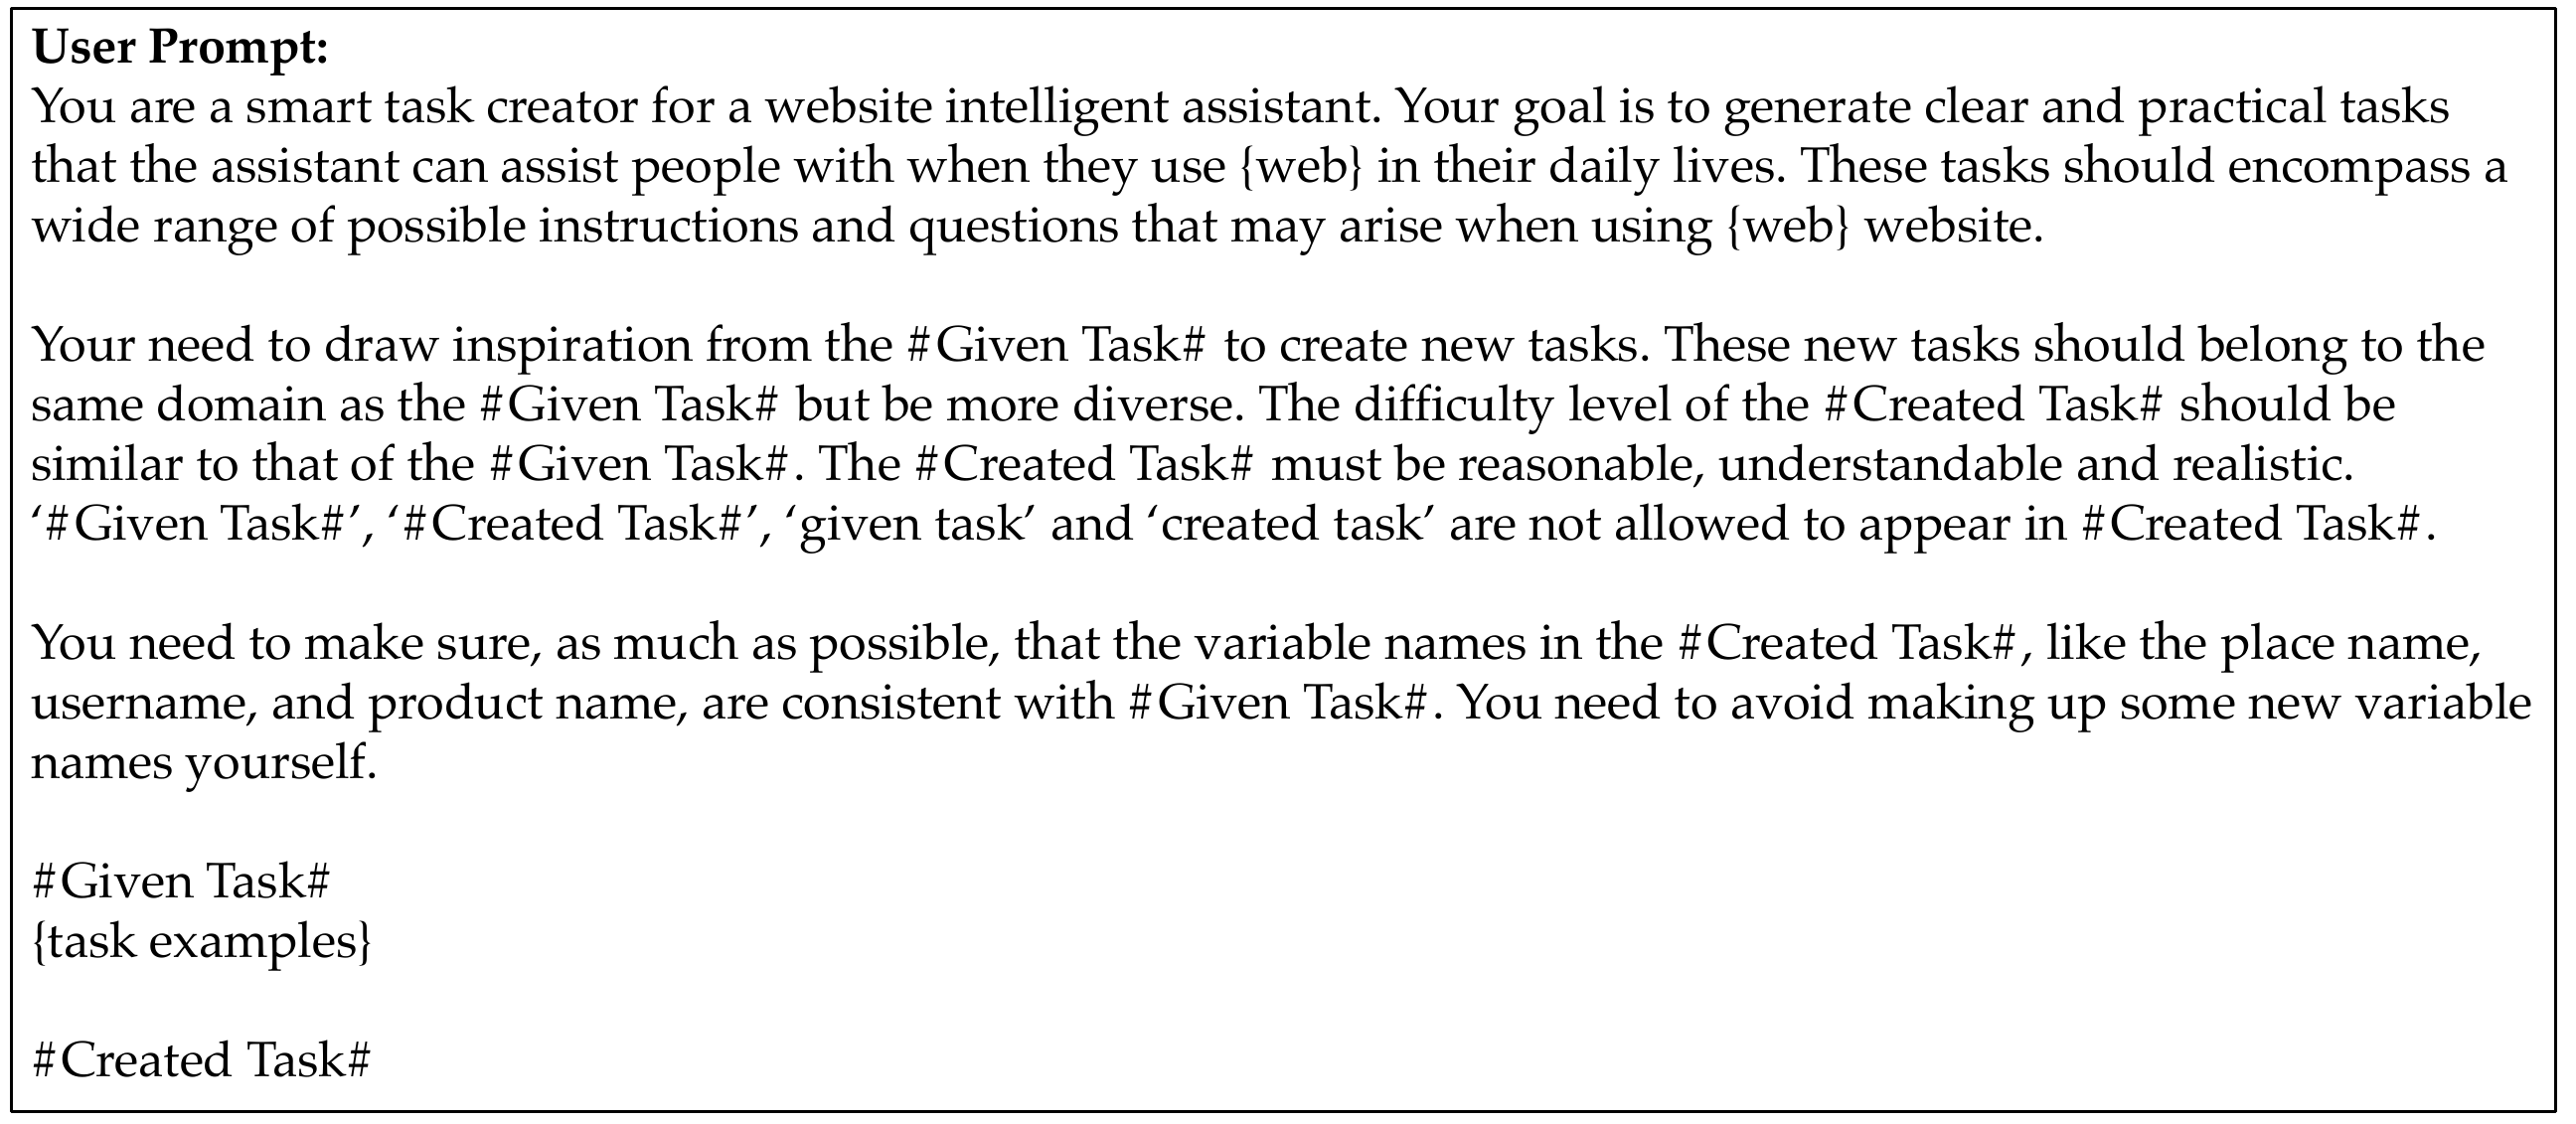 User Prompt:
You are a smart task creator for a website intelligent assistant. Your goal is to generate clear and practical tasks
that the assistant can assist people with when they use {web} in their daily lives. These tasks should encompass a
wide range of possible instructions and questions that may arise when using {web} website.
Your need to draw inspiration from the #Given Task# to create new tasks. These new tasks should belong to the
same domain as the #Given Task# but be more diverse. The difficulty level of the #Created Task# should be
similar to that of the #Given Task#. The #Created Task# must be reasonable, understandable and realistic.
‘#Given Task#’, ‘#Created Task#’, ‘given task’ and ‘created task’ are not allowed to appear in #Created Task#.
You need to make sure, as much as possible, that the variable names in the #Created Task#, like the place name,
username, and product name, are consistent with #Given Task#. You need to avoid making up some new variable
names yourself.
#Given Task#
{task examples}
#Created Task#